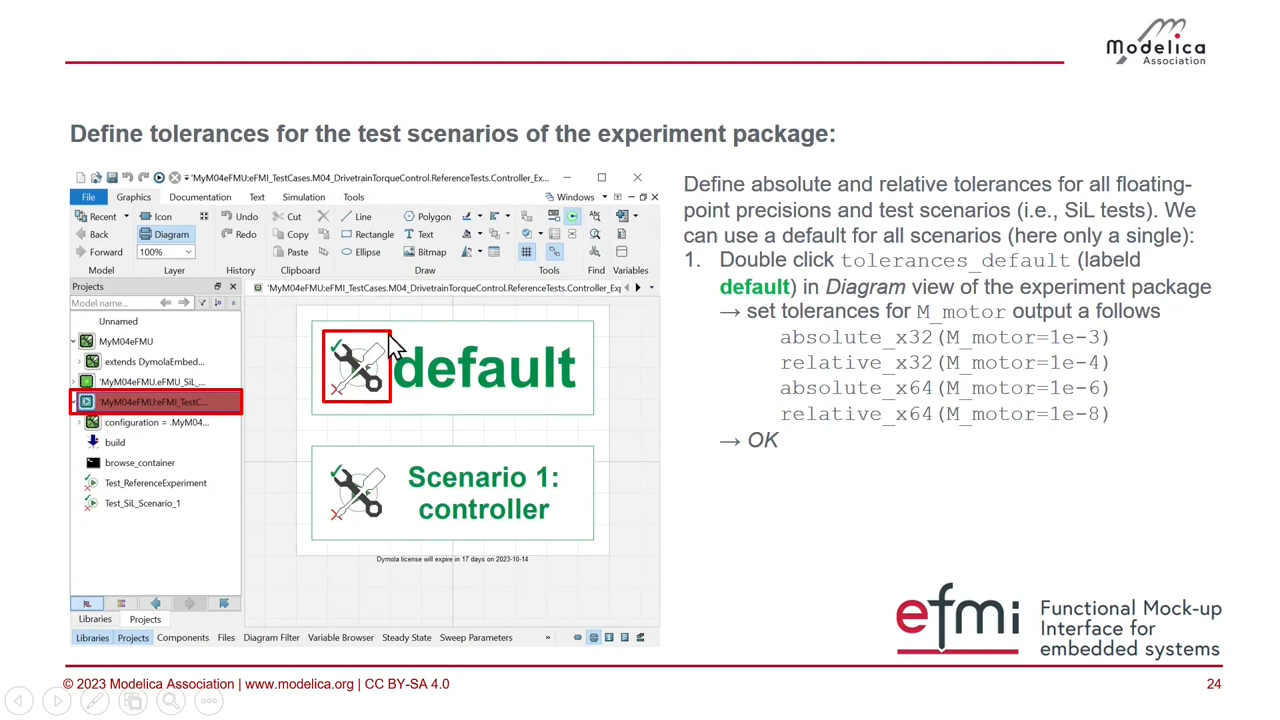 Modelica
Association
Define tolerances for the test scenarios of the experiment package:
'MyM04eFMU:eFMI_TestCases.M04_DrivetrainTorqueControl.ReferenceTests.Controller_Ex...
File Graphics Documentation Text Simulation Tools Windows
Recent Icon Undo Cut Line Polygon
Back Diagram Redo Copy Rectangle Text
Forward 100% Paste Ellipse Bitmap
Model Layer History Clipboard Draw Tools Find Variables
Projects
'MyM04eFMU:eFMI_TestCases.M04_DrivetrainTorqueControl.ReferenceTests.Controller_Exp
Model name...
Unnamed
MyM04eFMU
extends DymolaEmbed...
'MyM04eFMU.eFMU_SiL_...
'MyM04eFMU:eFMI_TestC...
configuration = .MyM04...
build
browse_container
Test_ReferenceExperiment
Test_SiL_Scenario_1
default
Scenario 1:
controller
Dymola license will expire in 17 days on 2023-10-14
Libraries Projects
Libraries Projects Components Files Diagram Filter Variable Browser Steady State Sweep Parameters »
Define absolute and relative tolerances for all floating-
point precisions and test scenarios (i.e., SiL tests). We
can use a default for all scenarios (here only a single):
1. Double click tolerances_default (labeld
default) in Diagram view of the experiment package
→ set tolerances for M_motor output a follows
absolute_x32(M_motor=1e-3)
relative_x32(M_motor=1e-4)
absolute_x64(M_motor=1e-6)
relative_x64(M_motor=1e-8)
→ OK
efmi
Functional Mock-up
Interface for
embedded systems
© 2023 Modelica Association | www.modelica.org | CC BY-SA 4.0
24